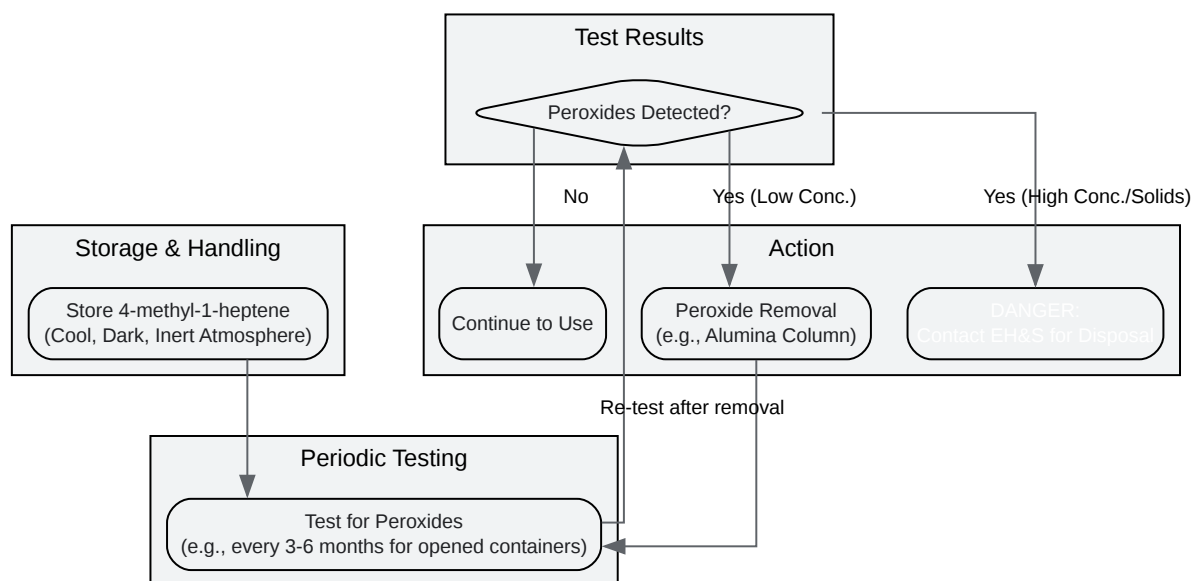 Test Results
Peroxides Detected?
No
Yes (Low Conc.)
Yes (High Conc./Solids)
Storage & Handling
Store 4-methyl-1-heptene
(Cool, Dark, Inert Atmosphere)
Action
Continue to Use
Peroxide Removal
(e.g., Alumina Column)
DANGER:
Contact EH&S for Disposal
Re-test after removal
Periodic Testing
Test for Peroxides
(e.g., every 3-6 months for opened containers)